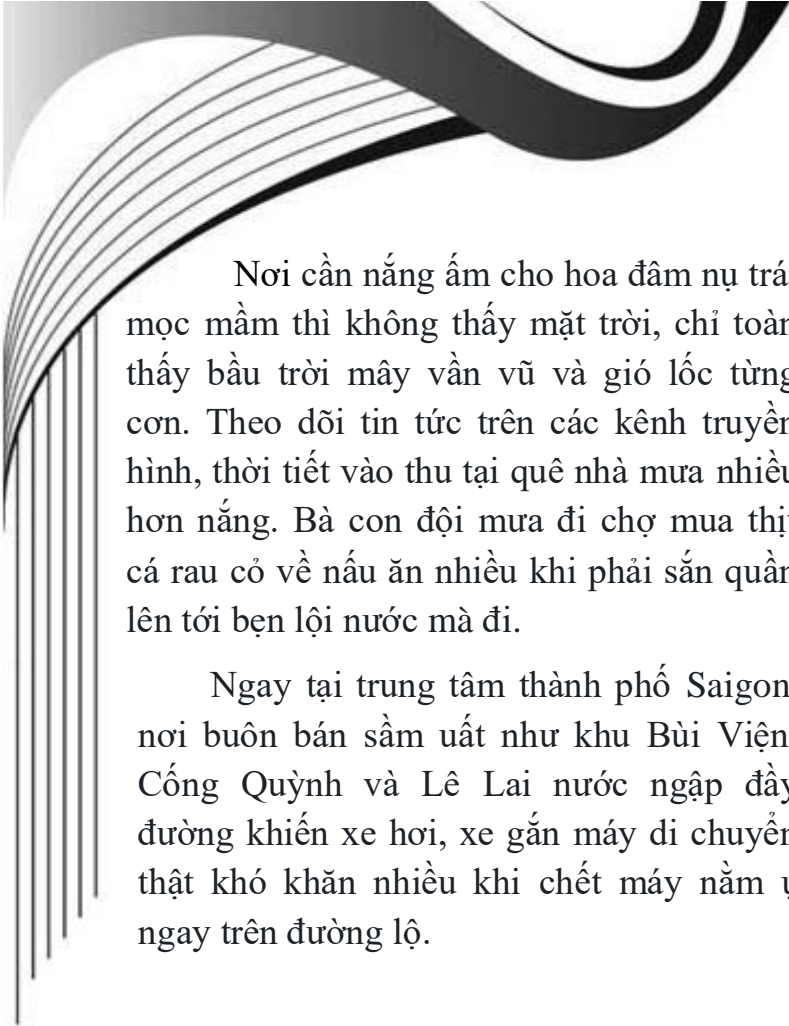 Nơi cần nắng ấm cho hoa đâm nụ trá
mọc mầm thì không thấy mặt trời, chỉ toàn
thấy bầu trời mây vần vũ và gió lốc từng
cơn. Theo dõi tin tức trên các kênh truyền
hình, thời tiết vào thu tại quê nhà mưa nhiều
hơn nắng. Bà con đội mưa đi chợ mua thịt
cá rau cỏ về nấu ăn nhiều khi phải sắn quần
lên tới bẹn lội nước mà đi.
Ngay tại trung tâm thành phố Saigon
nơi buôn bán sầm uất như khu Bùi Viện
Cống Quỳnh và Lê Lai nước ngập đầy
đường khiến xe hơi, xe gắn máy di chuyển
thật khó khăn nhiều khi chết máy nằm ụ
ngay trên đường lộ.